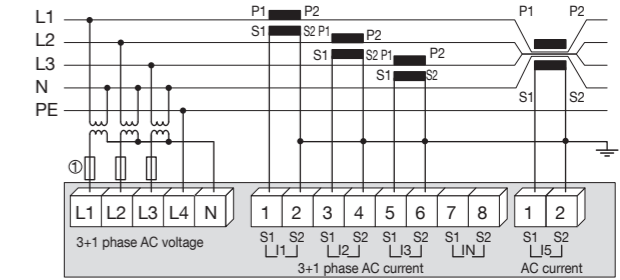 L1 P1 P2 P1 P2
S1 S2 P1 P2
L2
S1 S2 P1 P2
L3
S1 S2
N
S1 S2
PE
①
L1 L2 L3 L4 N 1 2 3 4 5 6 7 8 1 2
S1 S2 S1 S2 S1 S2 S1 S2 S1 S2
I1 I2 I3 IN I5
3+1 phase AC voltage
3+1 phase AC current AC current